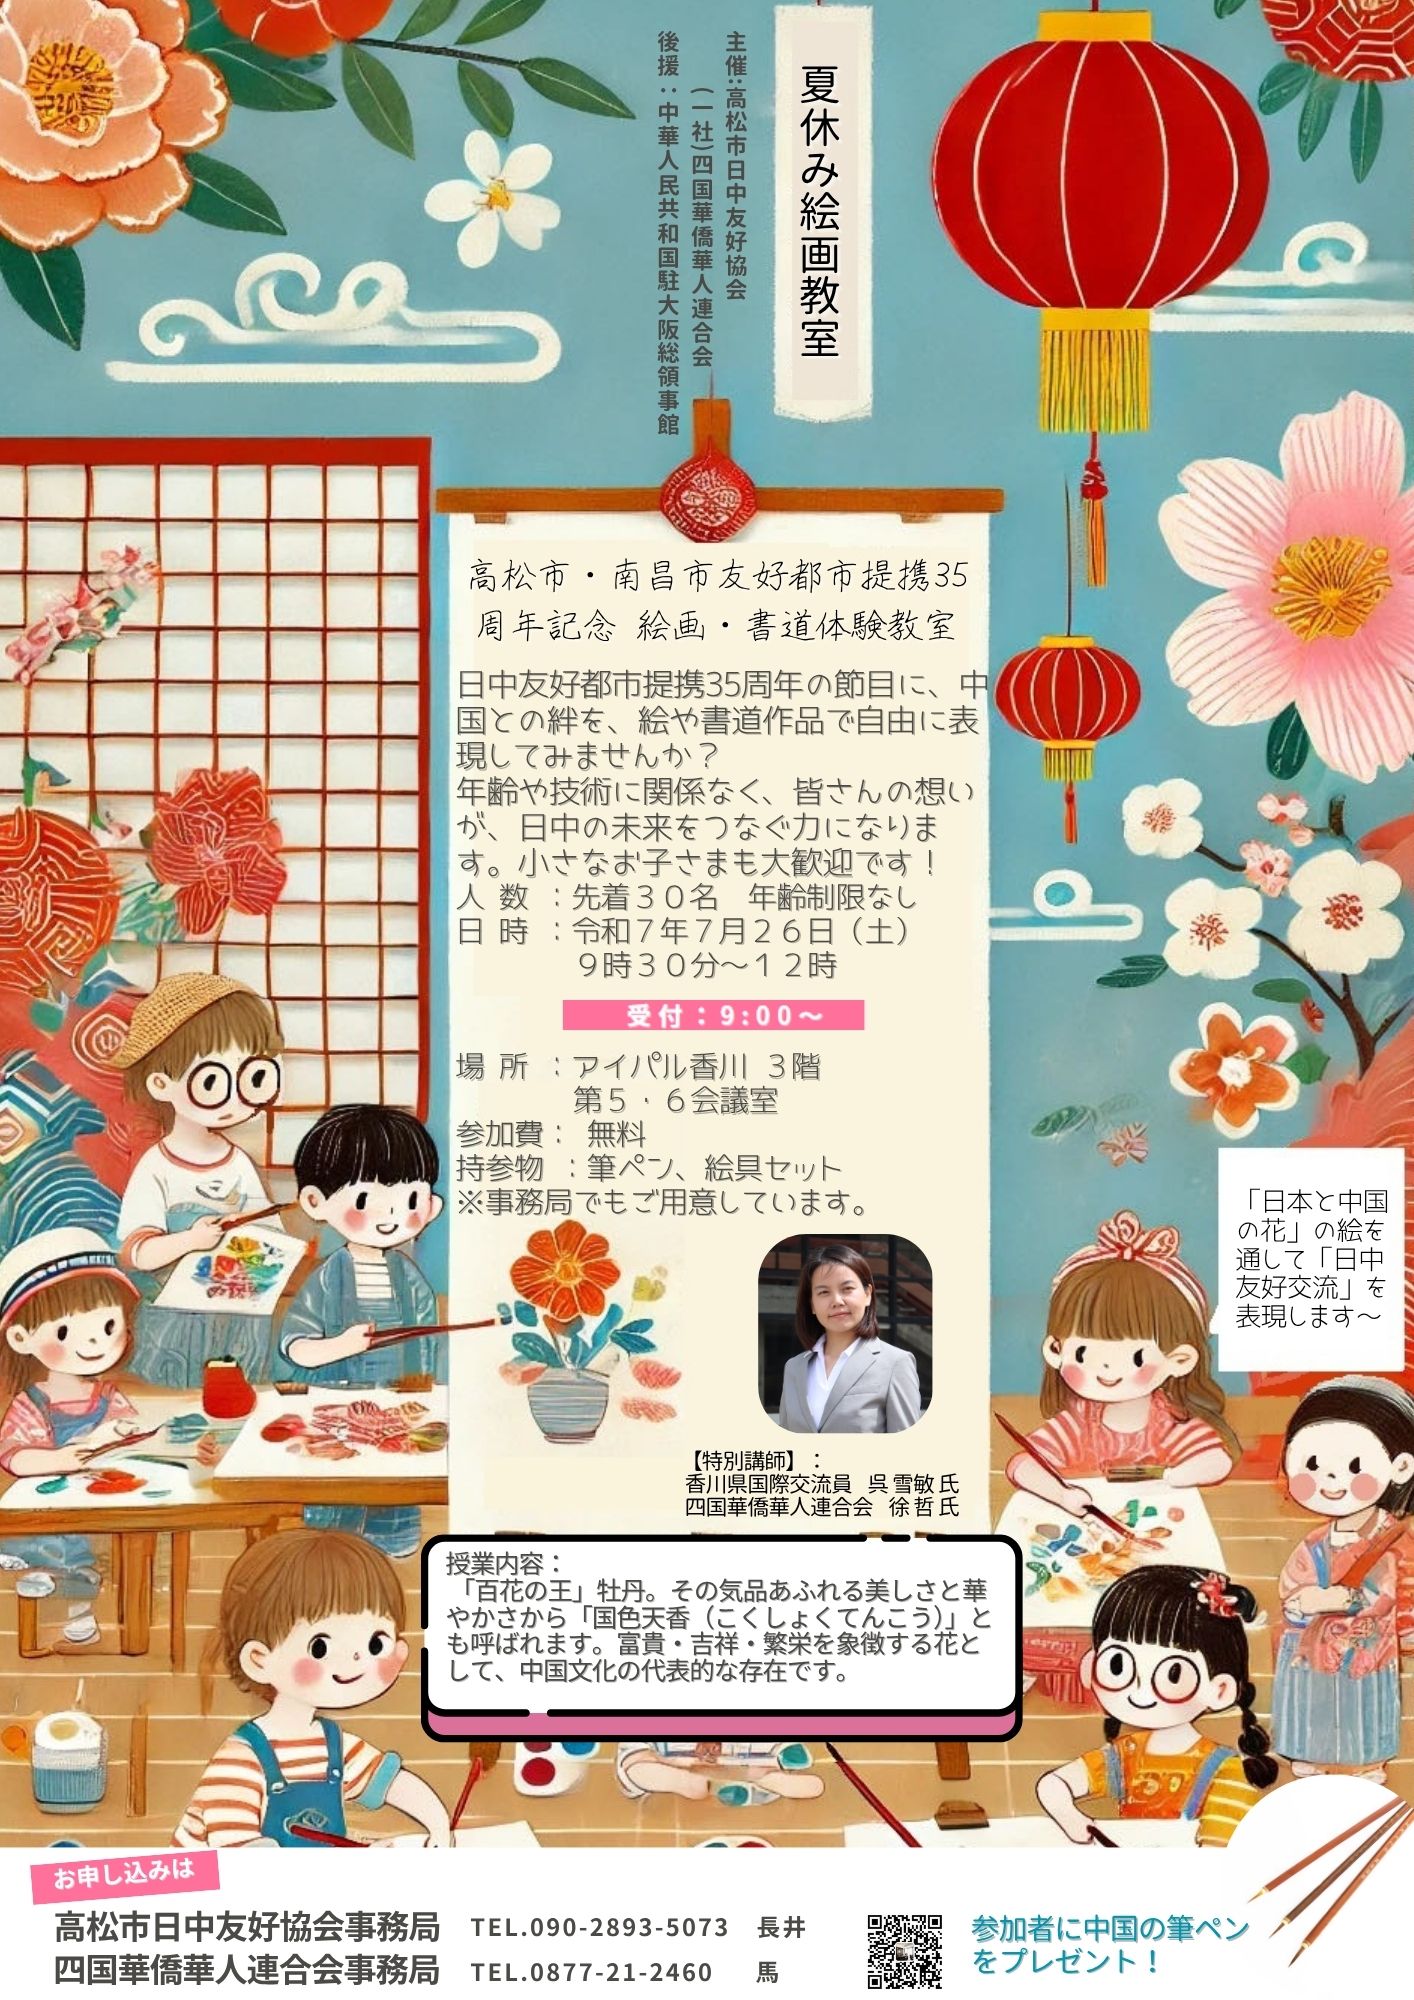 夏休み絵画教室
主催:高松市日中友好協会
(一社)四国華僑華人連合会
後援:中華人民共和国駐大阪総領事館
高松市・南昌市友好都市提携35
周年記念 絵画・書道体験教室
日中友好都市提携35周年の節目に、中
国との絆を、絵や書道作品で自由に表
現してみませんか?
年齢や技術に関係なく、皆さんの想い
が、日中の未来をつなぐ力になりま
す。小さなお子さまも大歓迎です!
人 数 :先着30名 年齢制限なし
日 時 :令和7年7月26日(土)
9時30分~12時
受付:9:00~
場 所 :アイパル香川 3階
第5・6会議室
参加費: 無料
持参物 :筆ペン、絵具セット
※事務局でもご用意しています。
「日本と中国
の花」の絵を
通して「日中
友好交流」を
表現します~
【特別講師】:
香川県国際交流員 呉 雪敏 氏
四国華僑華人連合会 徐 哲 氏
授業内容:
「百花の王」牡丹。その気品あふれる美しさと華
やかさから「国色天香(こくしょくてんこう)」と
も呼ばれます。富貴・吉祥・繁栄を象徴する花と
して、中国文化の代表的な存在です。
お申し込みは
高松市日中友好協会事務局 TEL.090-2893-5073 長井
四国華僑華人連合会事務局 TEL.0877-21-2460 馬
参加者に中国の筆ペン
をプレゼント!